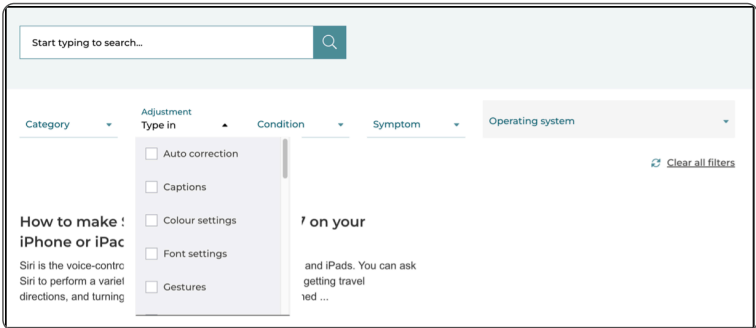 Start typing to search...
Category
Adjustment
Type in
Condition
Symptom
Operating system
Clear all filters
Auto correction
Captions
Colour settings
Font settings
Gestures
How to make 7 on your
iPhone or iPad
Siri is the voice-contro and iPads. You can ask
Siri to perform a variet getting travel
directions, and turning ned ...